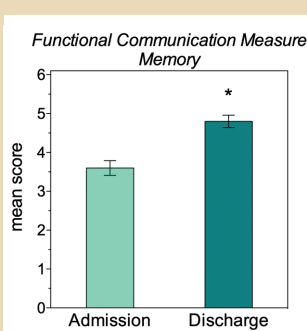 Functional Communication Measure
Memory
*
6
5
4
3
2
1
0
mean score
Admission
Discharge